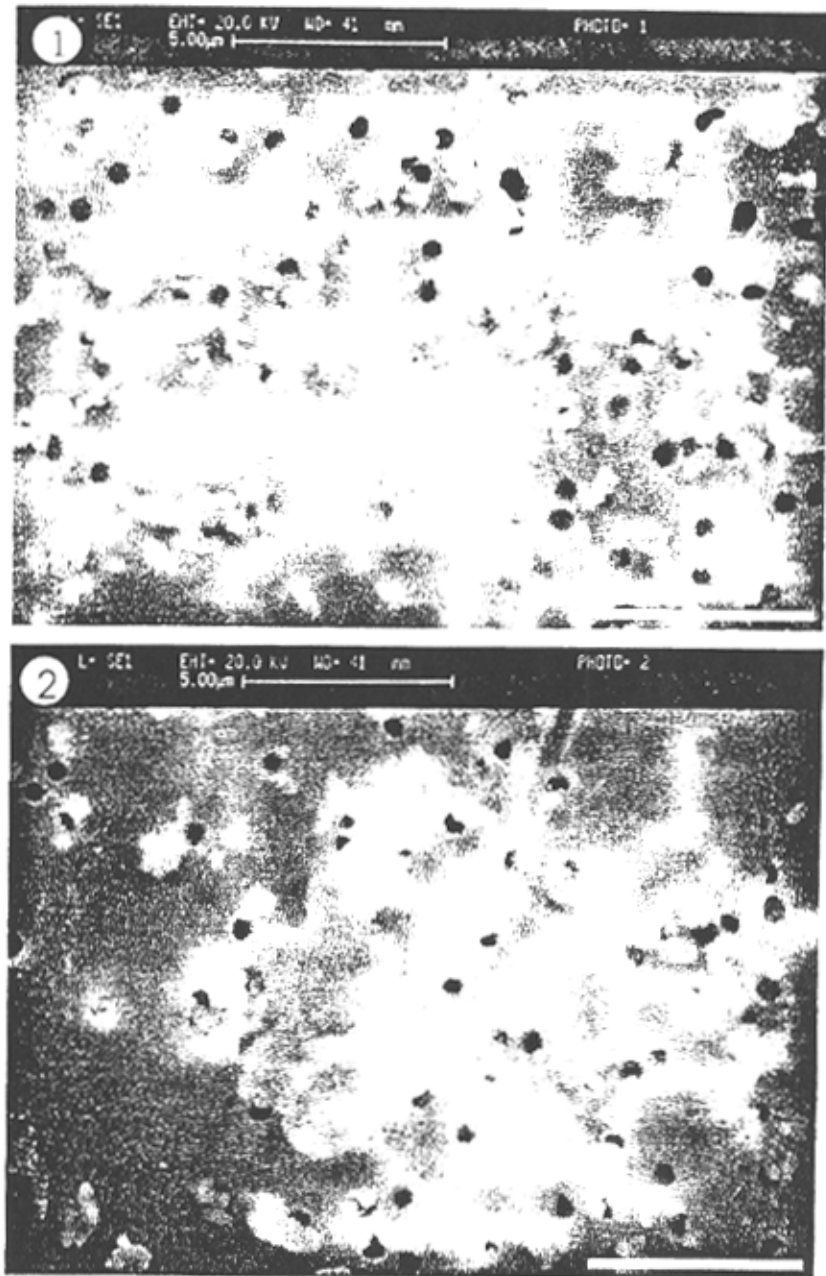 1
L= SE1 EHT= 20.0 KV WD= 41 mm PHOTO= 1
5.00µm
2
L= SE1 EHT= 20.0 KV WD= 41 mm PHOTO= 2
5.00µm